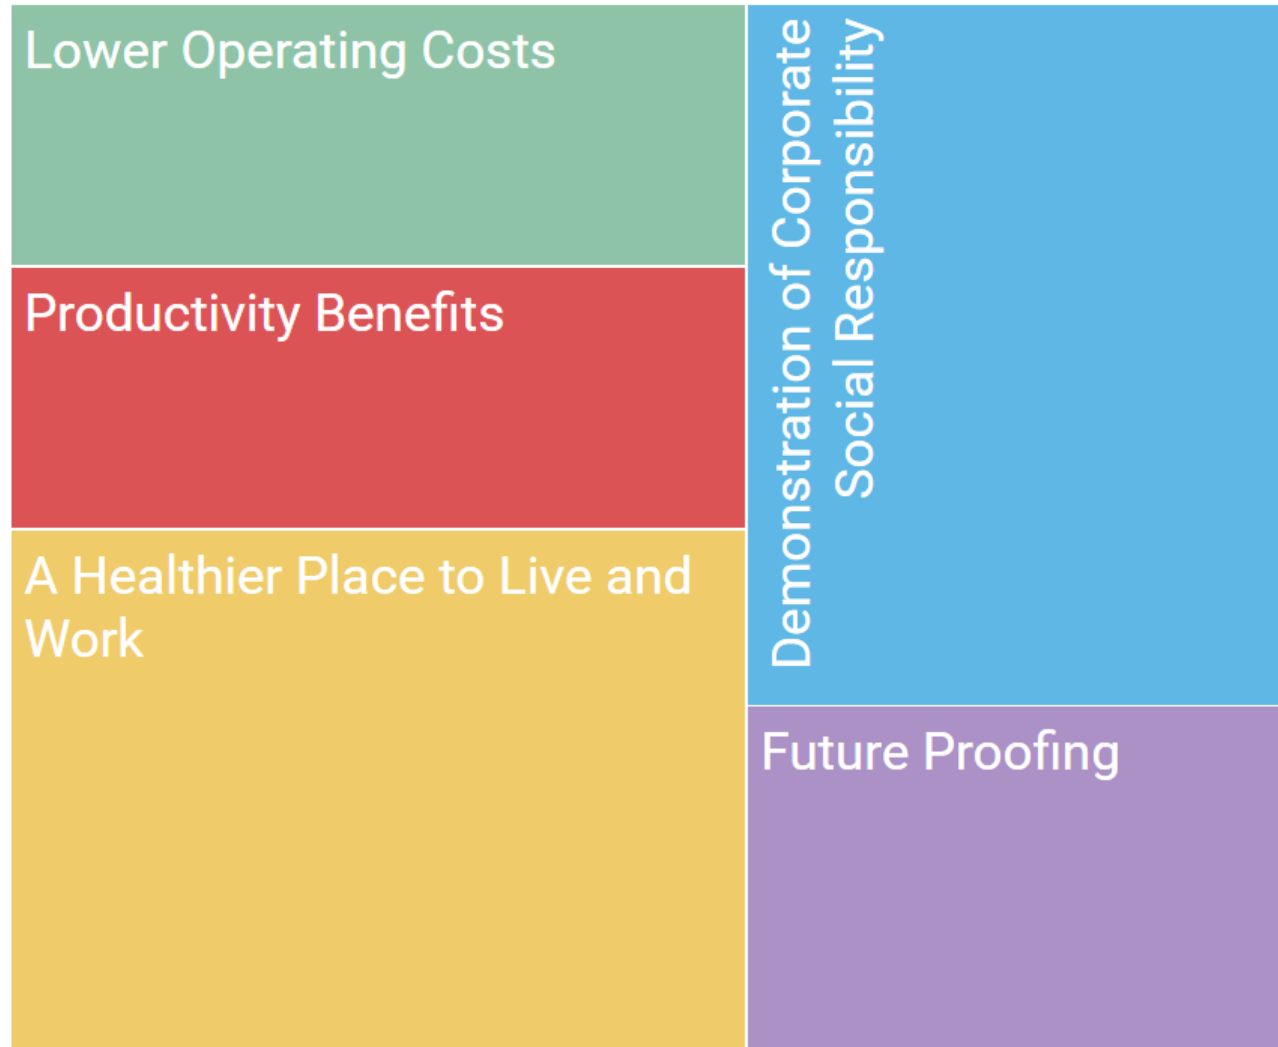 Lower Operating Costs
Productivity Benefits
A Healthier Place to Live and
Work
Demonstration of Corporate
Social Responsibility
Future Proofing